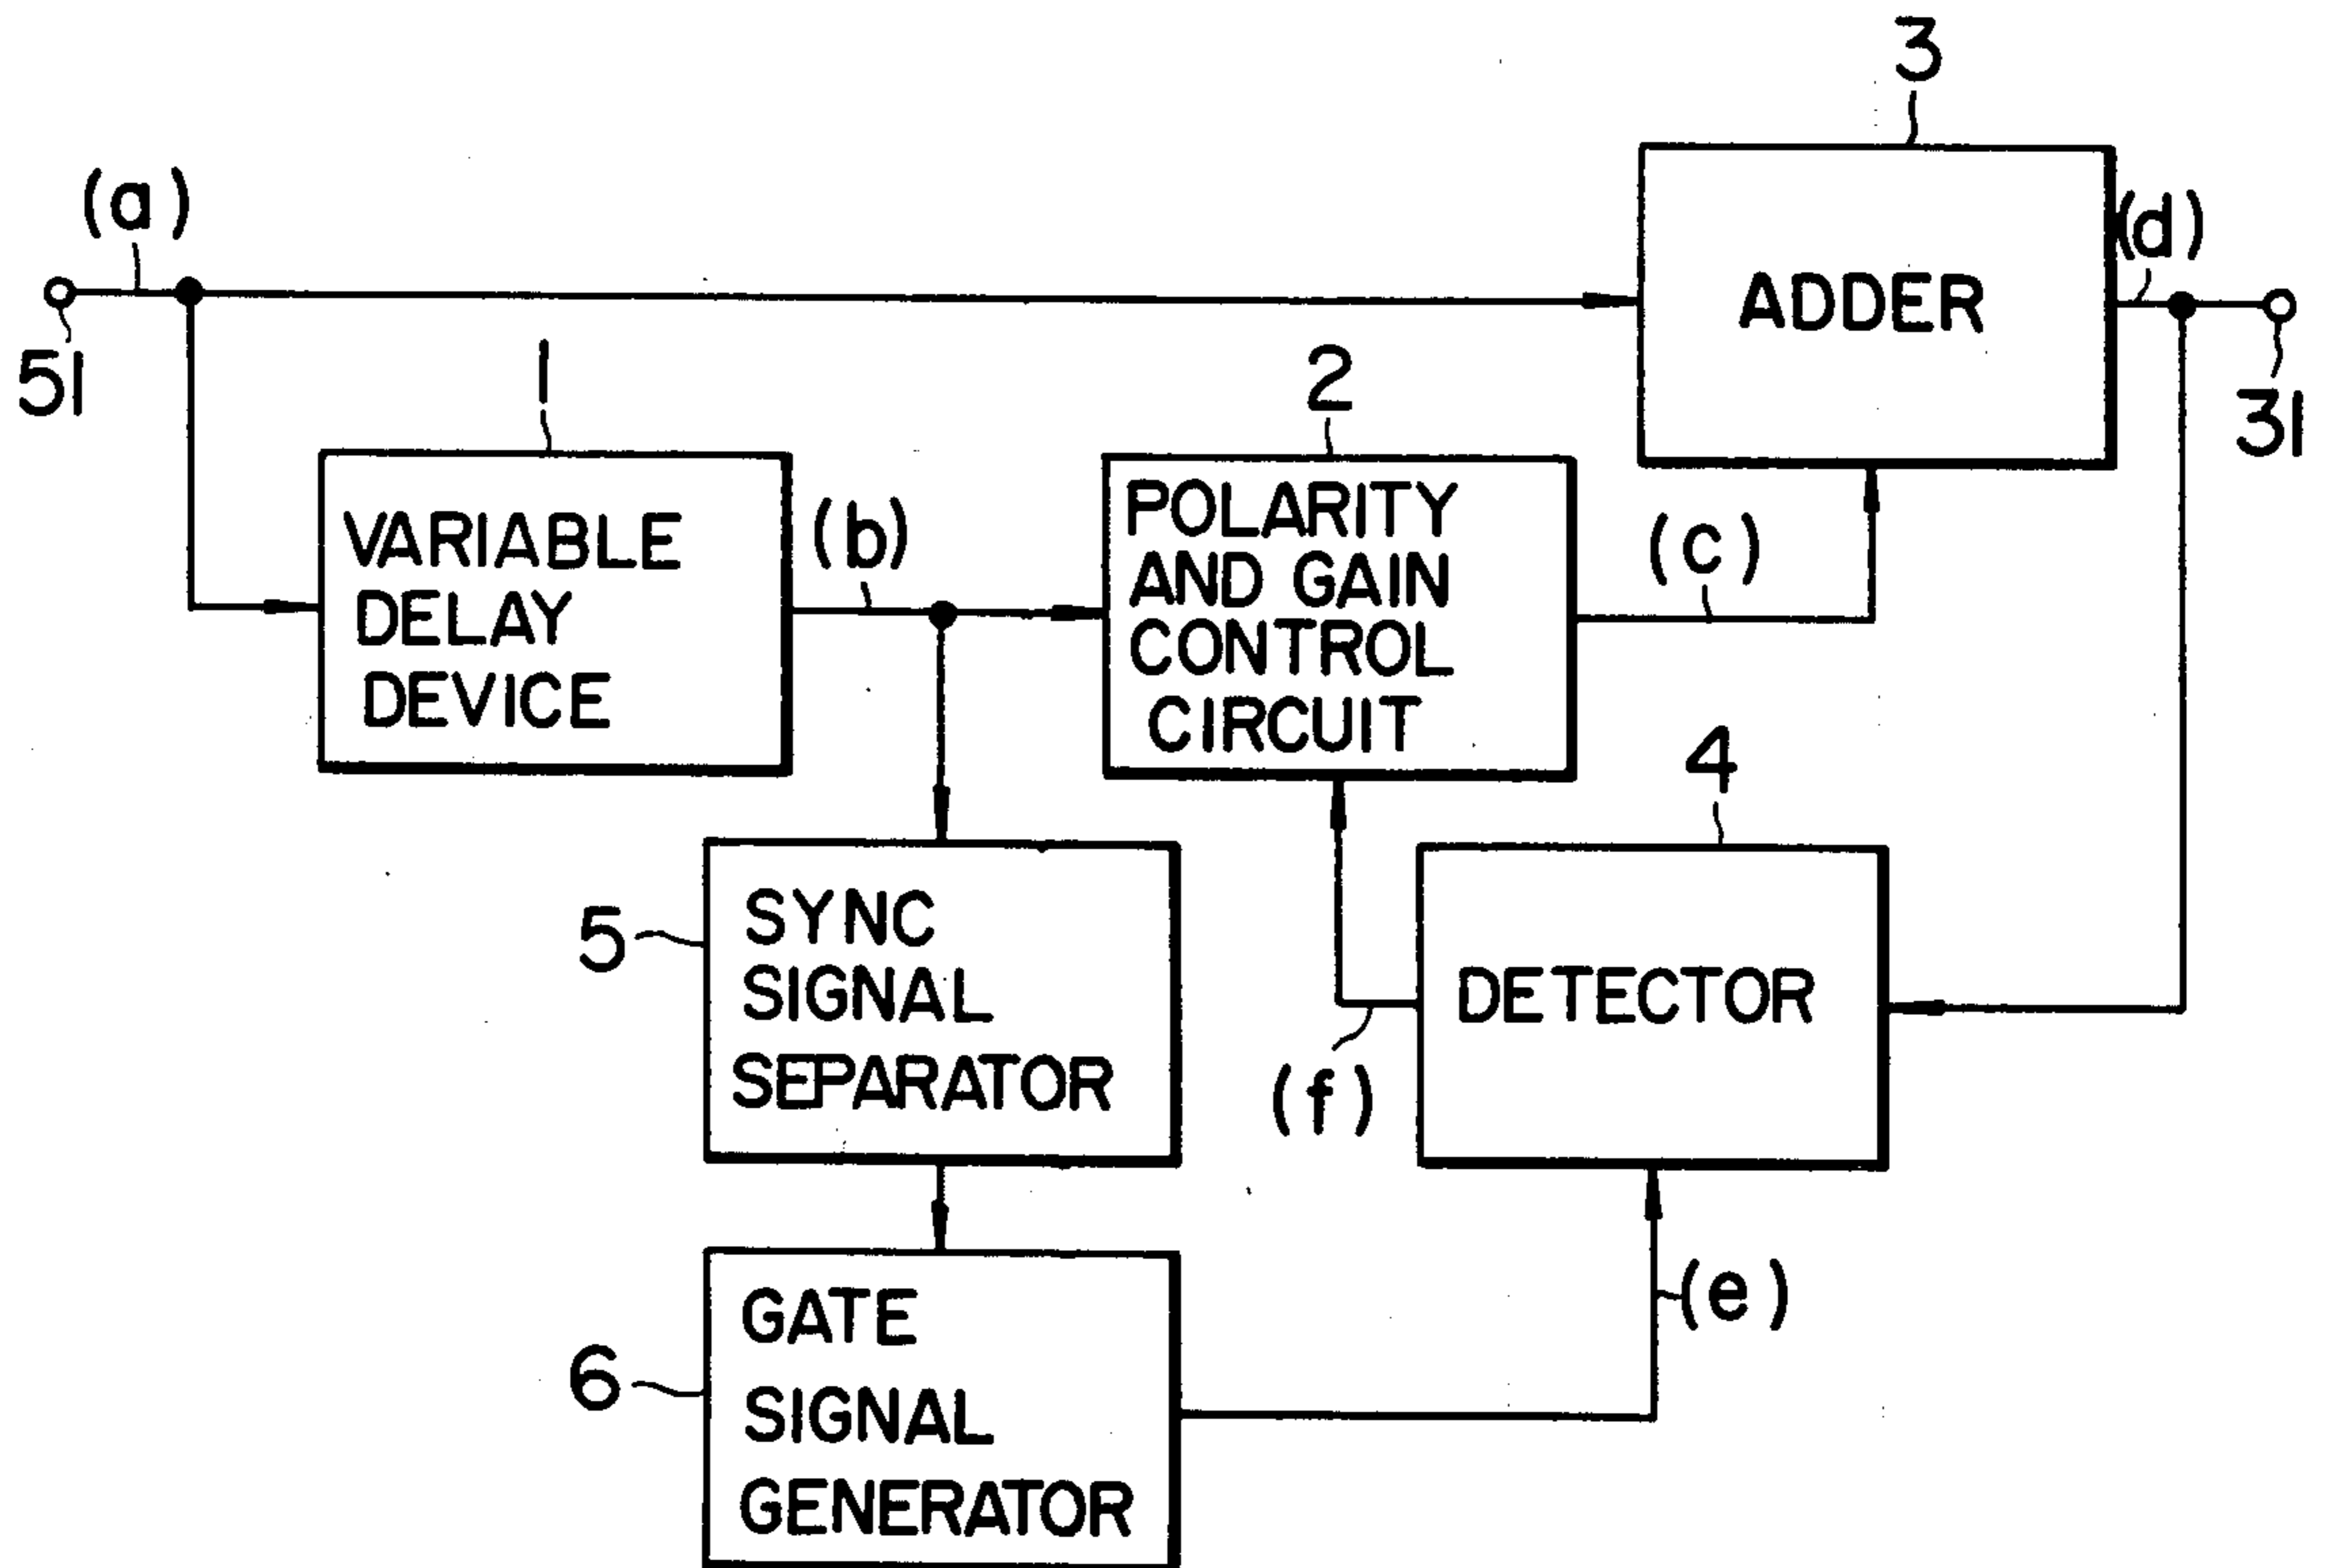 3
(a)
(d)
ADDER
51
1
2
31
VARIABLE
DELAY
DEVICE
(b)
POLARITY
AND GAIN
CONTROL
CIRCUIT
(c)
4
5
SYNC
SIGNAL
SEPARATOR
DETECTOR
(f)
(e)
6
GATE
SIGNAL
GENERATOR